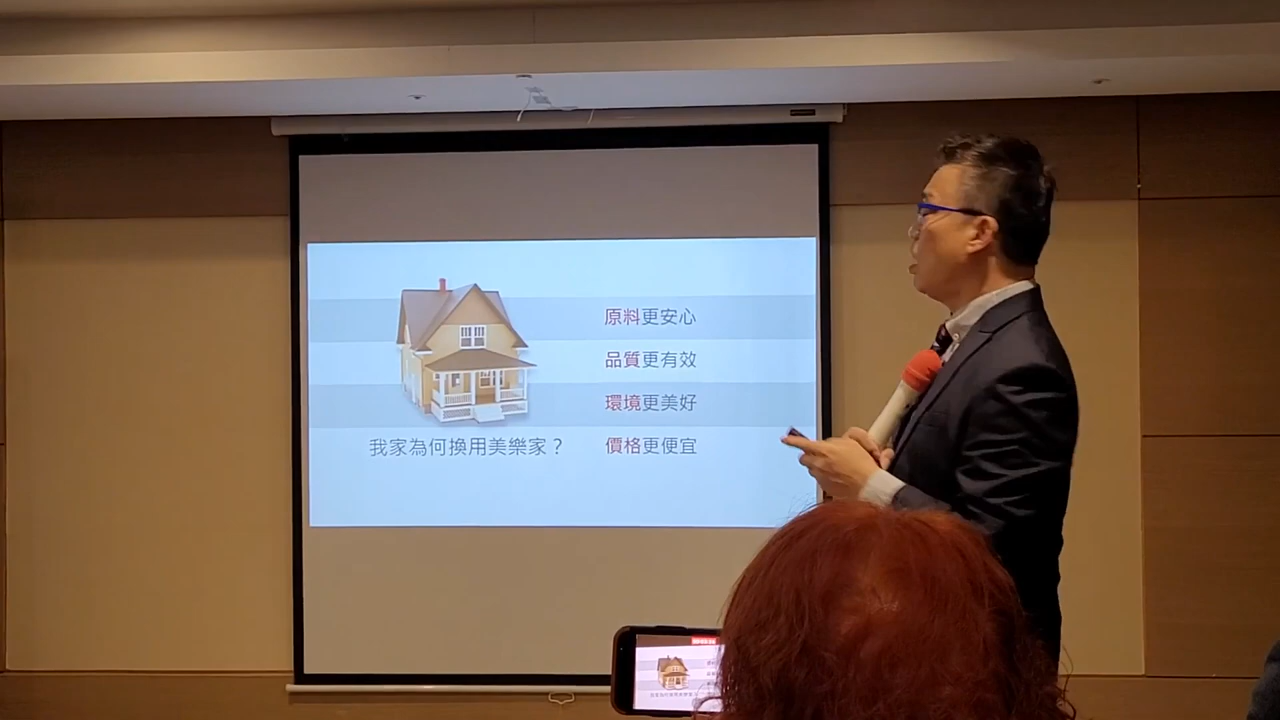 原料更安心
品質更有效
環境更美好
價格更便宜
我家為何換用美樂家？